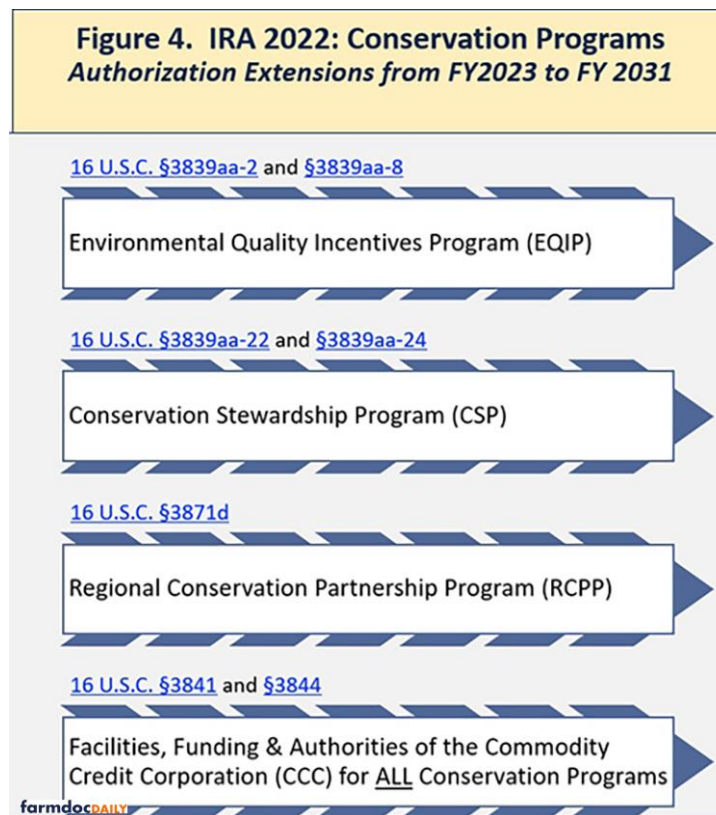 Figure 4.  IRA 2022: Conservation Programs
Authorization Extensions from FY2023 to FY 2031
16 U.S.C. §3839aa-2 and §3839aa-8
Environmental Quality Incentives Program (EQIP)
16 U.S.C. §3839aa-22 and §3839aa-24
Conservation Stewardship Program (CSP)
16 U.S.C. §3871d
Regional Conservation Partnership Program (RCPP)
16 U.S.C. §3841 and §3844
Facilities, Funding & Authorities of the Commodity
Credit Corporation (CCC) for ALL Conservation Programs
farmdocDAILY